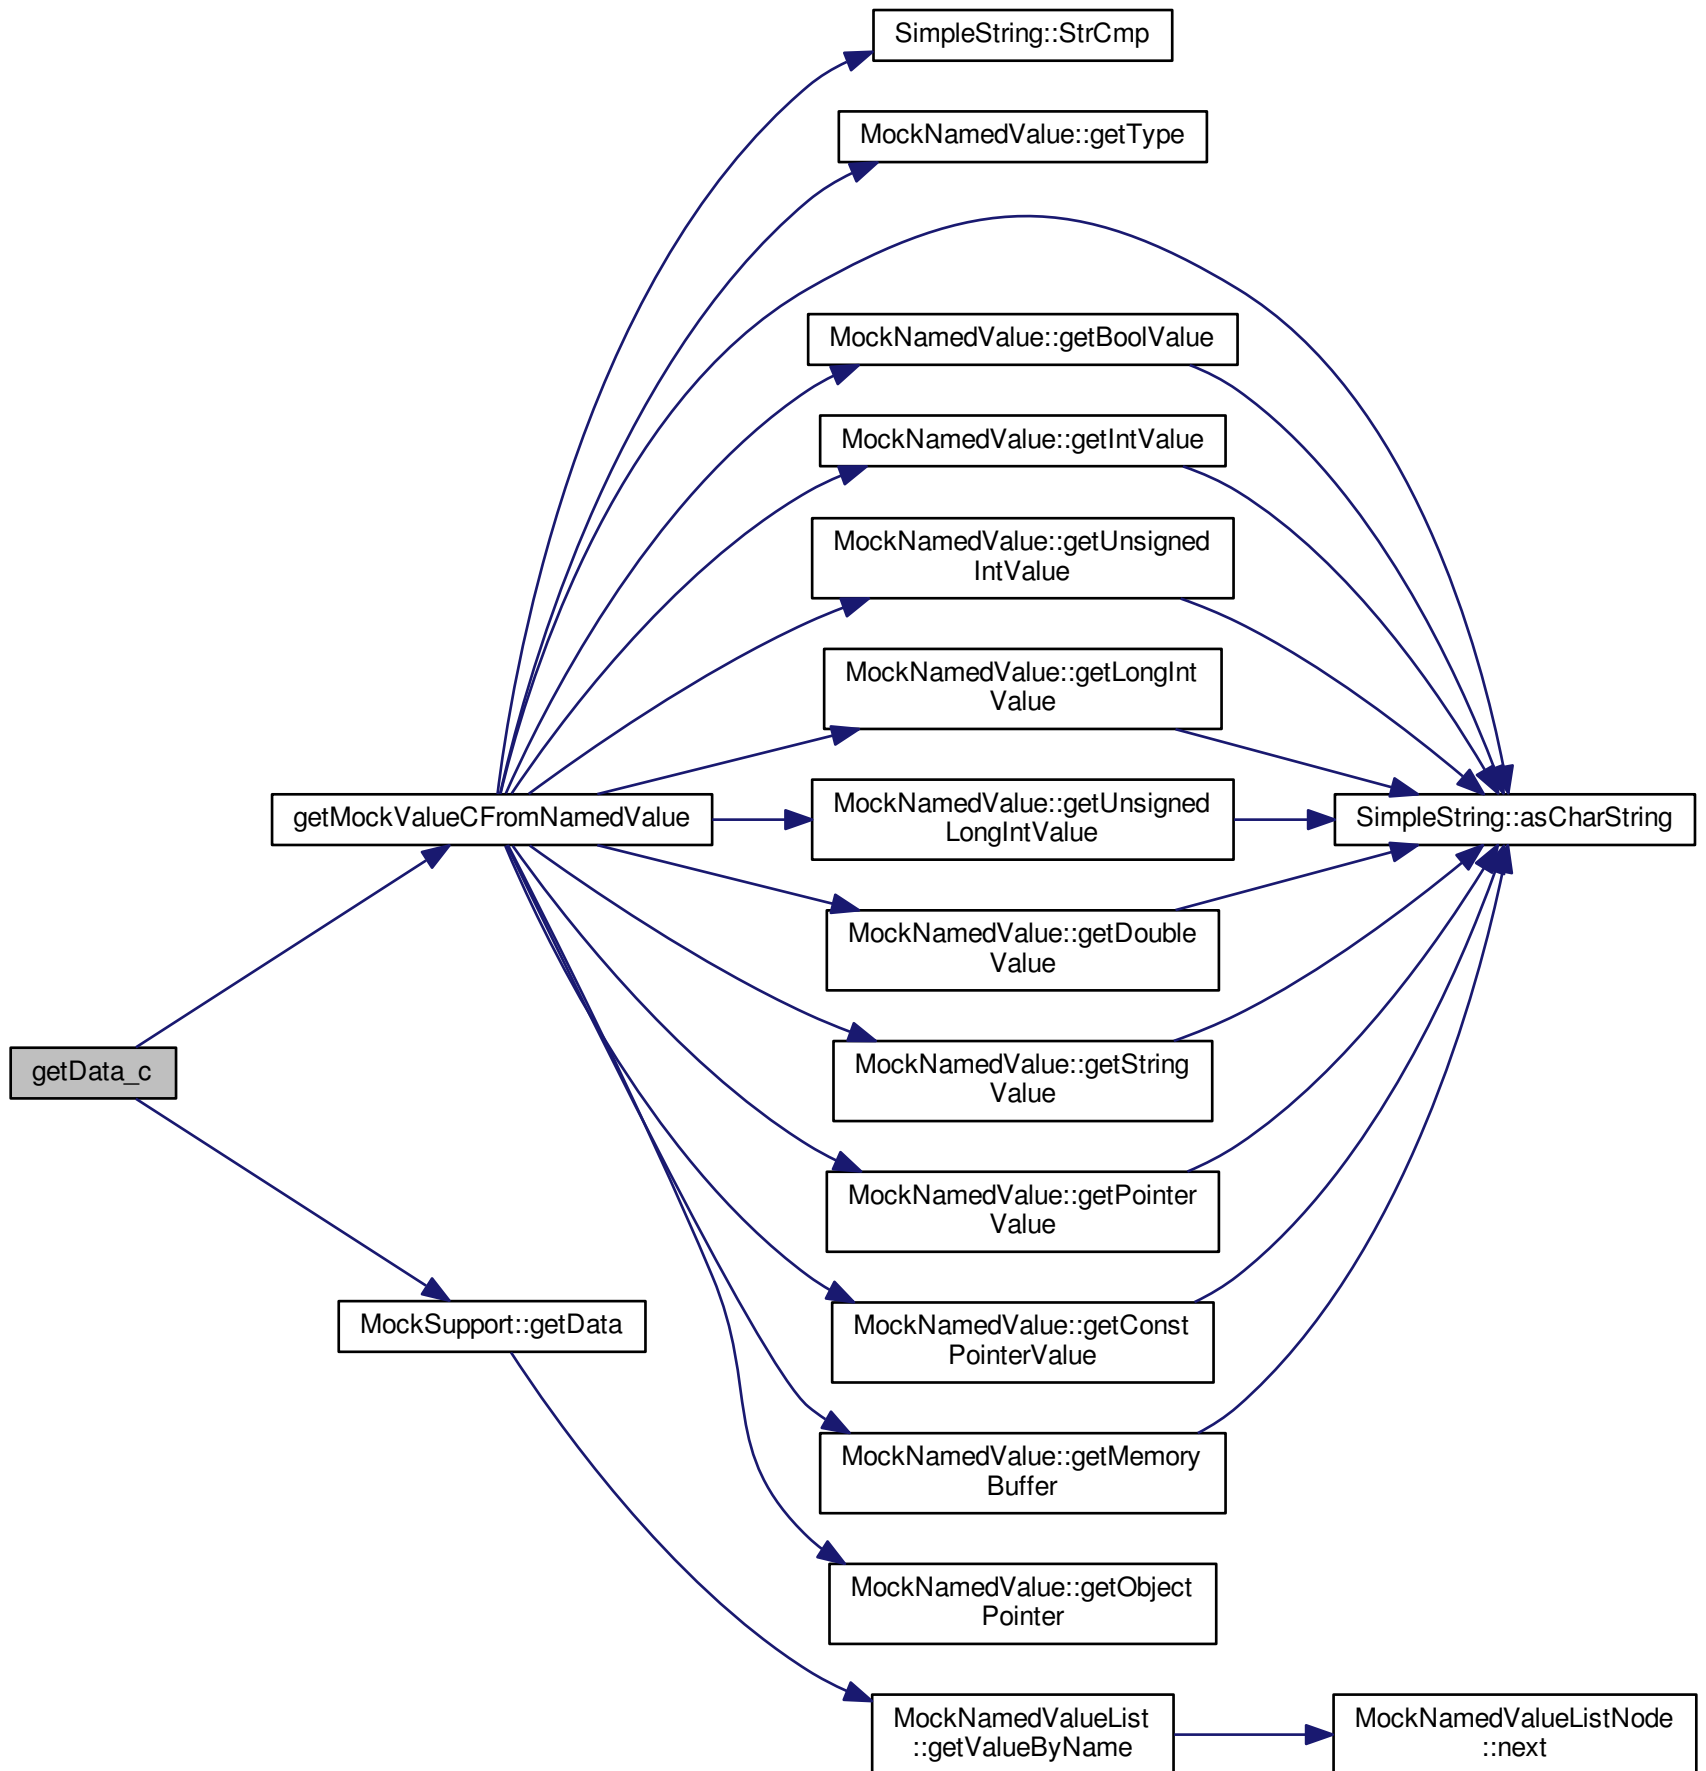 SimpleString::StrCmp
MockNamedValue::getType
MockNamedValue::getBoolValue
MockNamedValue::getIntValue
MockNamedValue::getUnsigned
IntValue
MockNamedValue::getLongInt
Value
getMockValueCFromNamedValue
MockNamedValue::getUnsigned
LongIntValue
SimpleString::asCharString
MockNamedValue::getDouble
Value
getData_c
MockNamedValue::getString
Value
MockNamedValue::getPointer
Value
MockSupport::getData
MockNamedValue::getConst
PointerValue
MockNamedValue::getMemory
Buffer
MockNamedValue::getObject
Pointer
MockNamedValueList
::getValueByName
MockNamedValueListNode
::next